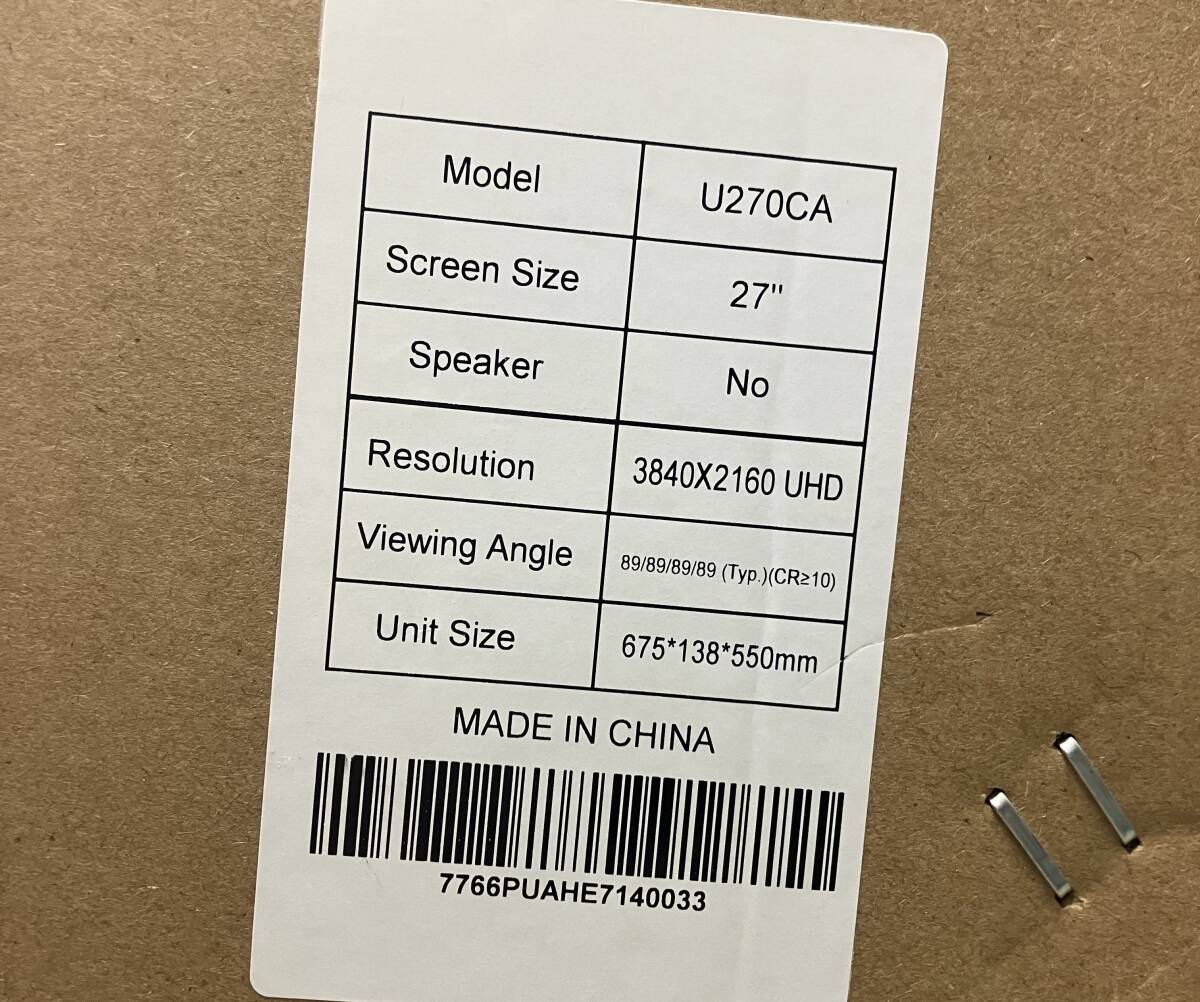 Model U270CA
Screen Size 27"
Speaker No
Resolution 3840X2160 UHD
Viewing Angle 89/89/89/89 (Typ.)(CR≥10)
Unit Size 675*138*550mm
MADE IN CHINA
7766PUAHE7140033